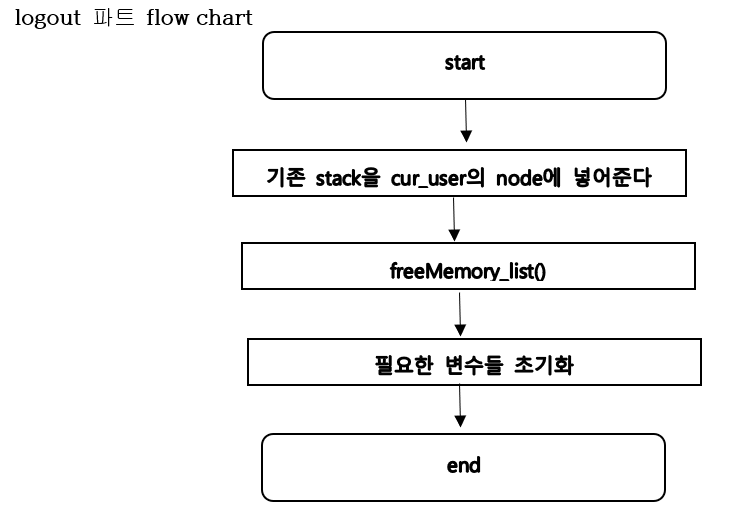 logout 파트 flow chart
start
기존 stack을 cur_user의 node에 넣어준다
freeMemory_list()
필요한 변수들 초기화
end